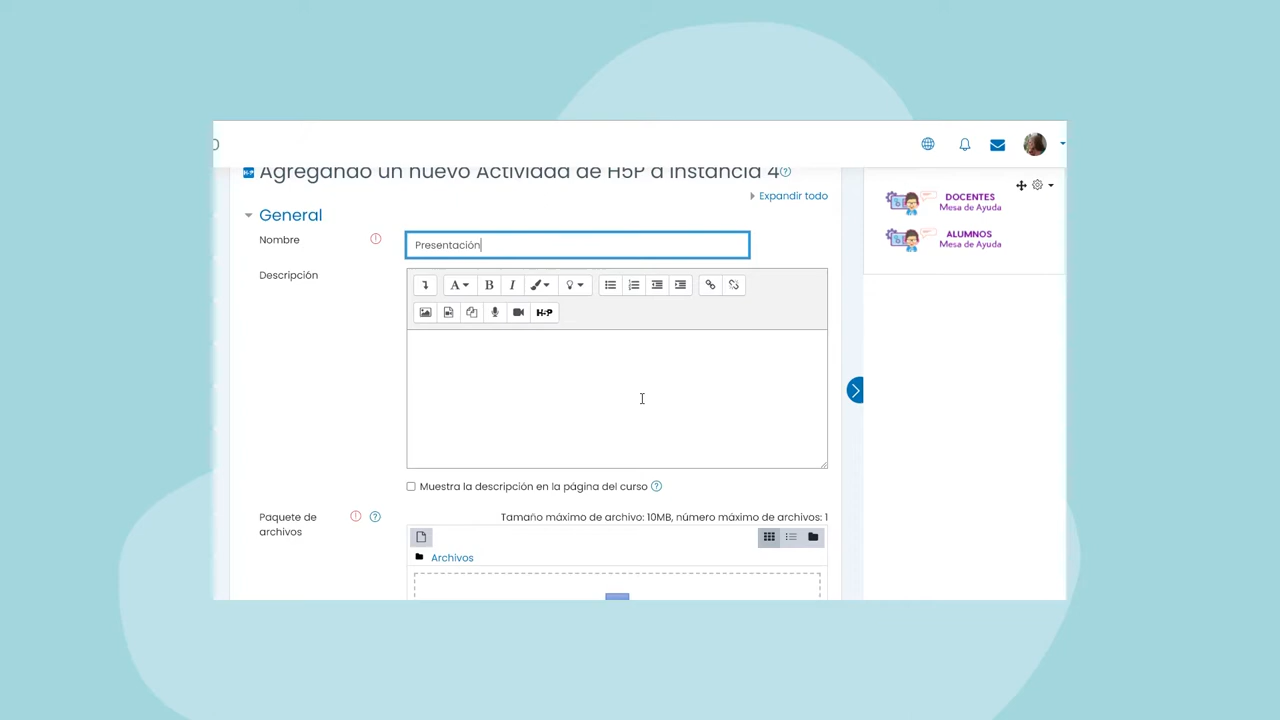 Agregando un nuevo Actividad de H5P a Instancia 4
Expandir todo
General
Nombre
Presentación
Descripción
A
B
I
H5P
Muestra la descripción en la página del curso
Paquete de
archivos
Tamaño máximo de archivo: 10MB, número máximo de archivos: 1
Archivos
DOCENTES
Mesa de Ayuda
ALUMNOS
Mesa de Ayuda